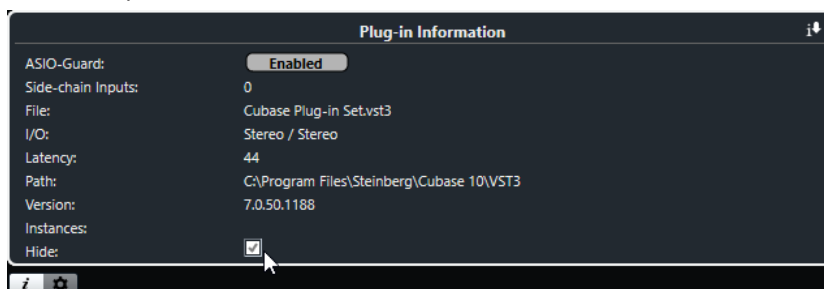 Plug-in Information
ASIO-Guard: Enabled
Side-chain Inputs: 0
File: Cubase Plug-in Set.vst3
I/O: Stereo / Stereo
Latency: 44
Path: C:\Program Files\Steinberg\Cubase 10\VST3
Version: 7.0.50.1188
Instances:
Hide: